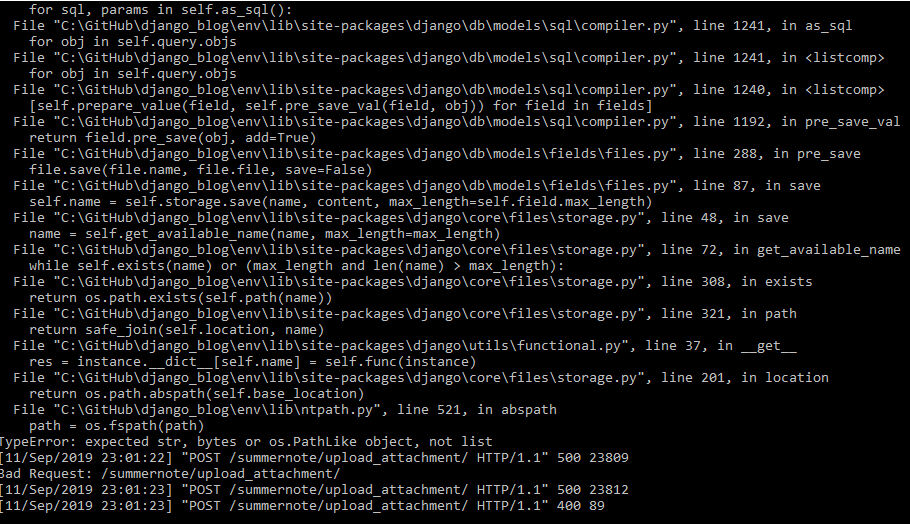 for sql, params in self.as_sql():
File "C:\GitHub\django_blog\env\lib\site-packages\django\db\models\sql\compiler.py", line 1241, in as_sql
for obj in self.query.objs
File "C:\GitHub\django_blog\env\lib\site-packages\django\db\models\sql\compiler.py", line 1241, in <listcomp>
for obj in self.query.objs
File "C:\GitHub\django_blog\env\lib\site-packages\django\db\models\sql\compiler.py", line 1240, in <listcomp>
[self.prepare_value(field, self.pre_save_val(field, obj)) for field in fields]
File "C:\GitHub\django_blog\env\lib\site-packages\django\db\models\sql\compiler.py", line 1192, in pre_save_val
return field.pre_save(obj, add=True)
File "C:\GitHub\django_blog\env\lib\site-packages\django\db\models\fields\files.py", line 288, in pre_save
file.save(file.name, file.file, save=False)
File "C:\GitHub\django_blog\env\lib\site-packages\django\db\models\fields\files.py", line 87, in save
self.name = self.storage.save(name, content, max_length=self.field.max_length)
File "C:\GitHub\django_blog\env\lib\site-packages\django\core\files\storage.py", line 48, in save
name = self.get_available_name(name, max_length=max_length)
File "C:\GitHub\django_blog\env\lib\site-packages\django\core\files\storage.py", line 72, in get_available_name
while self.exists(name) or (max_length and len(name) > max_length):
File "C:\GitHub\django_blog\env\lib\site-packages\django\core\files\storage.py", line 308, in exists
return os.path.exists(self.path(name))
File "C:\GitHub\django_blog\env\lib\site-packages\django\core\files\storage.py", line 321, in path
return safe_join(self.location, name)
File "C:\GitHub\django_blog\env\lib\site-packages\django\utils\functional.py", line 37, in __get__
res = instance.__dict__[self.name] = self.func(instance)
File "C:\GitHub\django_blog\env\lib\site-packages\django\core\files\storage.py", line 201, in location
return os.path.abspath(self.base_location)
File "C:\GitHub\django_blog\env\lib\ntpath.py", line 521, in abspath
path = os.fspath(path)
TypeError: expected str, bytes or os.PathLike object, not list
[11/Sep/2019 23:01:22] "POST /summernote/upload_attachment/ HTTP/1.1" 500 23809
Bad Request: /summernote/upload_attachment/
[11/Sep/2019 23:01:23] "POST /summernote/upload_attachment/ HTTP/1.1" 500 23812
[11/Sep/2019 23:01:23] "POST /summernote/upload_attachment/ HTTP/1.1" 400 89